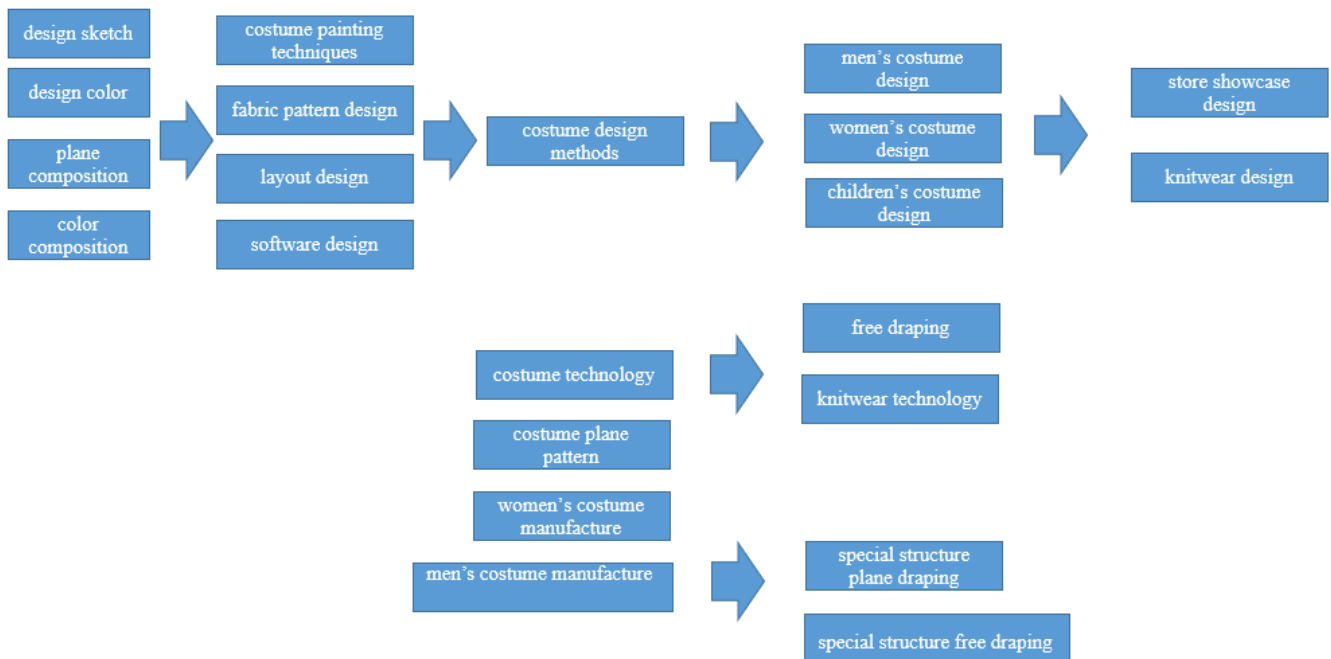 design sketch
design color
plane
composition
color
composition
costume painting
techniques
fabric pattern design
layout design
software design
costume design
methods
men’s costume
design
women’s costume
design
children’s costume
design
store showcase
design
knitwear design
costume technology
costume plane
pattern
women’s costume
manufacture
men’s costume manufacture
free draping
knitwear technology
special structure
plane draping
special structure free draping